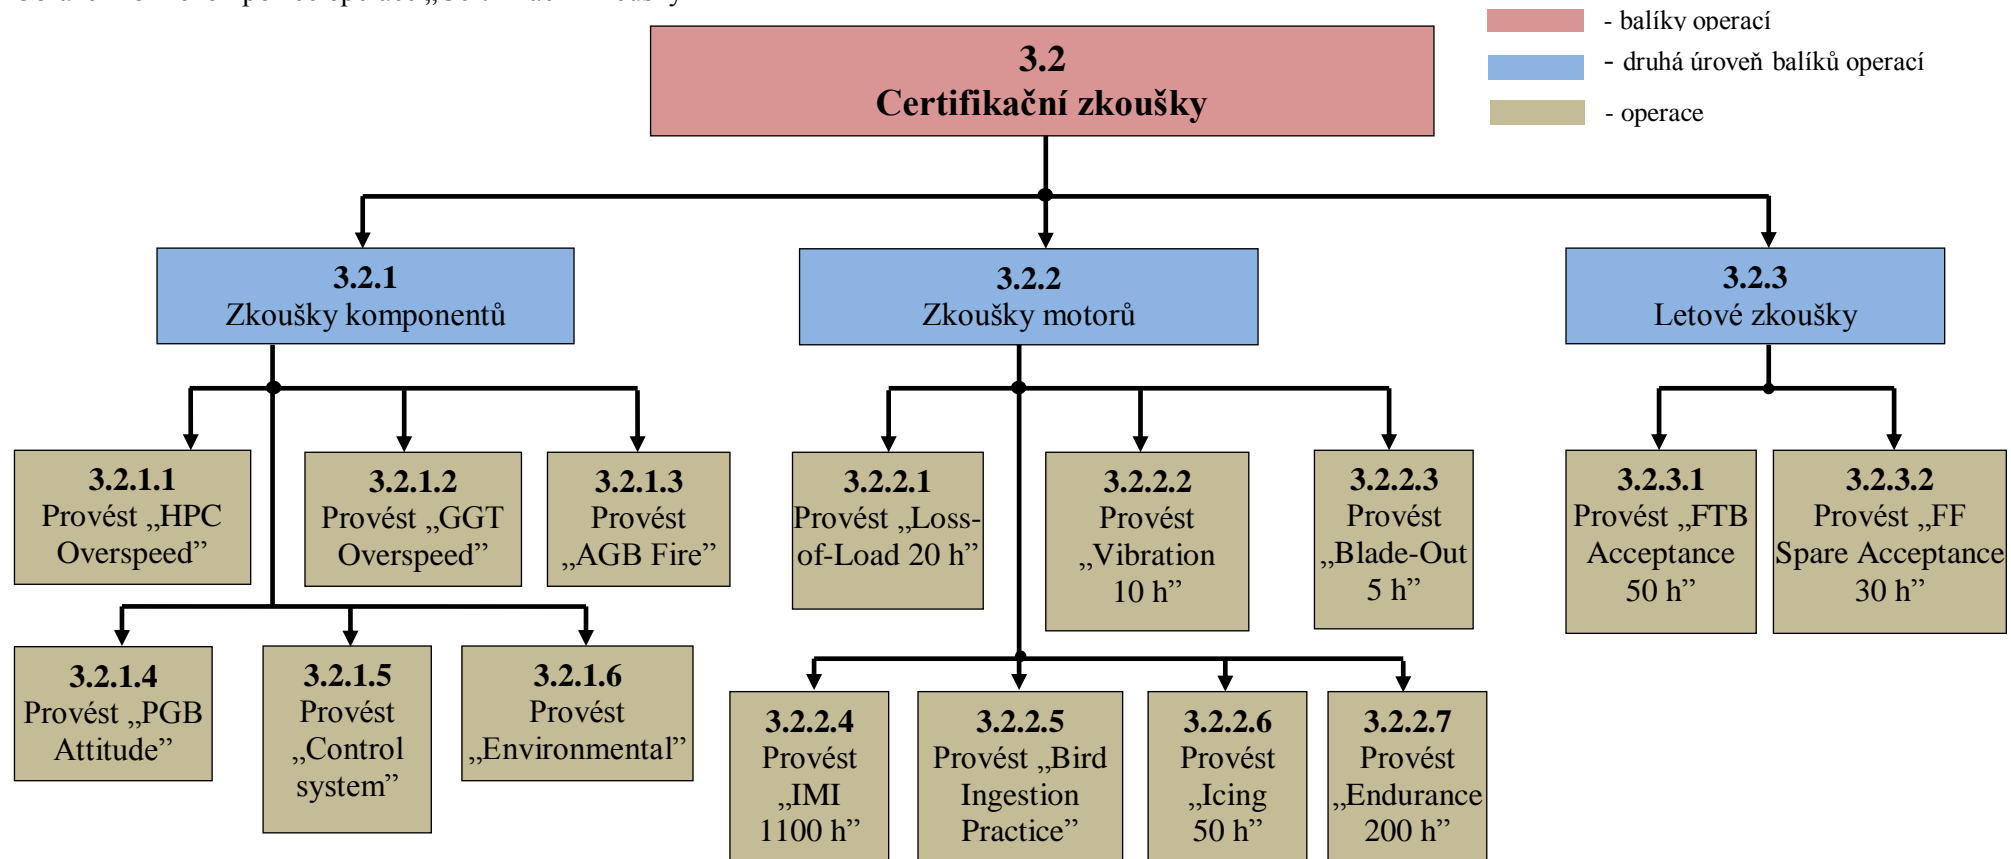 - balíky operací
- druhá úroveň balíků operací
- operace
3.2
Certifikační zkoušky
3.2.1
Zkoušky komponentů
3.2.2
Zkoušky motorů
3.2.3
Letové zkoušky
3.2.1.1
Provést „HPC
Overspeed”
3.2.1.2
Provést „GGT
Overspeed”
3.2.1.3
Provést
„AGB Fire”
3.2.2.1
Provést „Loss-
of-Load 20 h”
3.2.2.2
Provést
„Vibration
10 h”
3.2.2.3
Provést
„Blade-Out
5 h”
3.2.3.1
Provést „FTB
Acceptance
50 h”
3.2.3.2
Provést „FF
Spare Acceptance
30 h”
3.2.1.4
Provést „PGB
Attitude”
3.2.1.5
Provést
„Control
system”
3.2.1.6
Provést
„Environmental”
3.2.2.4
Provést
„IMI
1100 h”
3.2.2.5
Provést „Bird
Ingestion
Practice”
3.2.2.6
Provést
„Icing
50 h”
3.2.2.7
Provést
„Endurance
200 h”